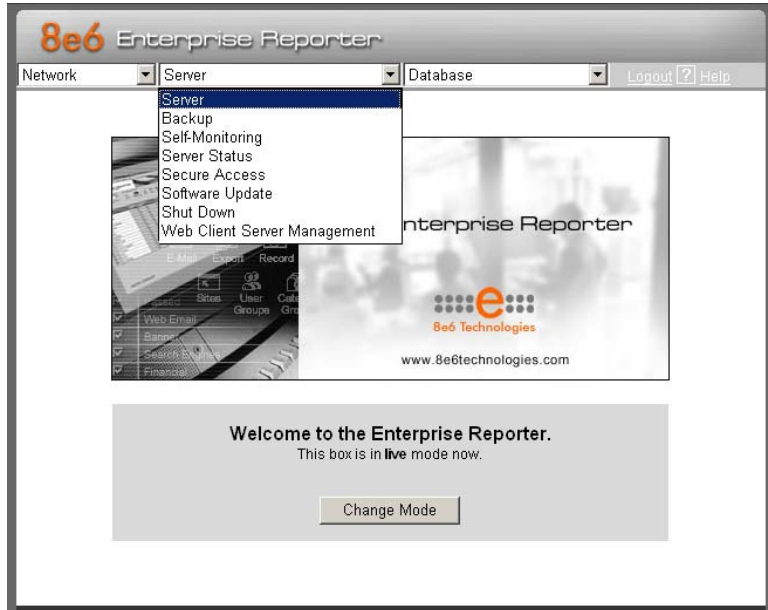 8e6 Enterprise Reporter
Network Server Database Logout ? Help
Server
Backup
Self-Monitoring
Server Status
Secure Access
Software Update
Shut Down
Web Client Server Management
nterprise Reporter
E-Mail Export Record
Sites User Groups
Web Email
Banner
Search Engines
Financial
e
8e6 Technologies
www.8e6technologies.com
Welcome to the Enterprise Reporter.
This box is in live mode now.
Change Mode